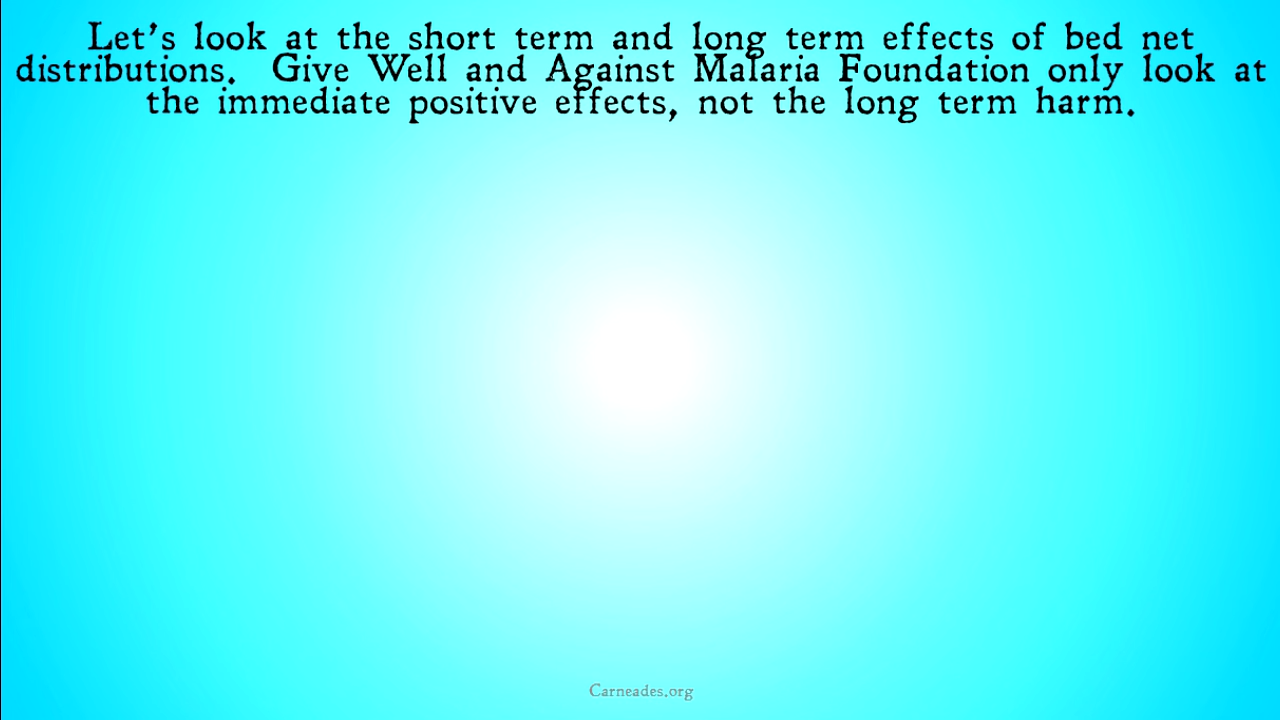 Let's look at the short term and long term effects of bed net
distributions. Give Well and Against Malaria Foundation only look at
the immediate positive effects, not the long term harm.
Carneades.org